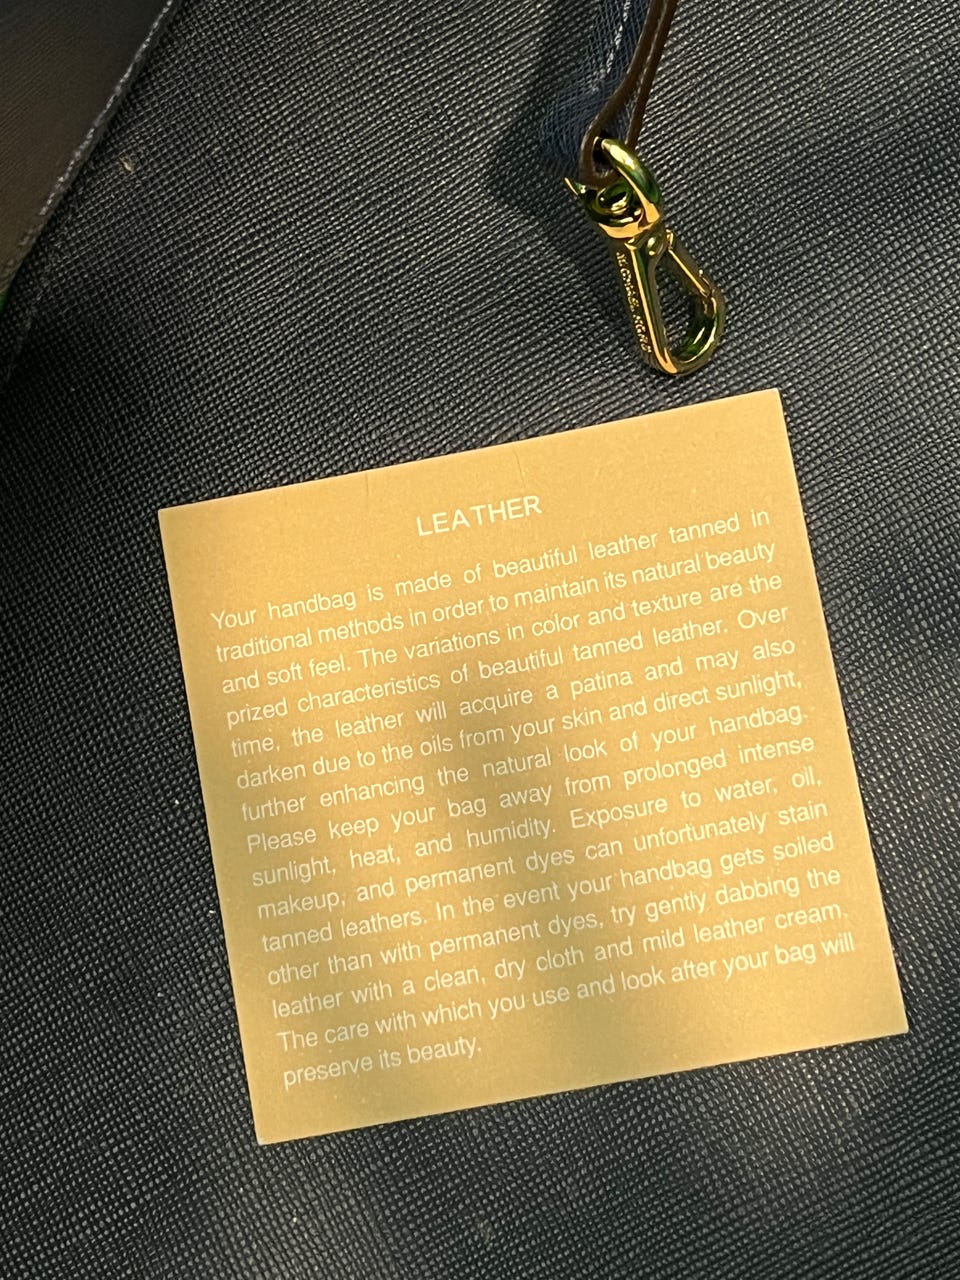 MICHAEL KORS
LEATHER
Your handbag is made of beautiful leather tanned in
traditional methods in order to maintain its natural beauty
and soft feel. The variations in color and texture are the
prized characteristics of beautiful tanned leather. Over
time, the leather will acquire a patina and may also
darken due to the oils from your skin and direct sunlight,
further enhancing the natural look of your handbag.
Please keep your bag away from prolonged intense
sunlight, heat, and humidity. Exposure to water, oil,
makeup, and permanent dyes can unfortunately stain
tanned leathers. In the event your handbag gets soiled
other than with permanent dyes, try gently dabbing the
leather with a clean, dry cloth and mild leather cream.
The care with which you use and look after your bag will
preserve its beauty.